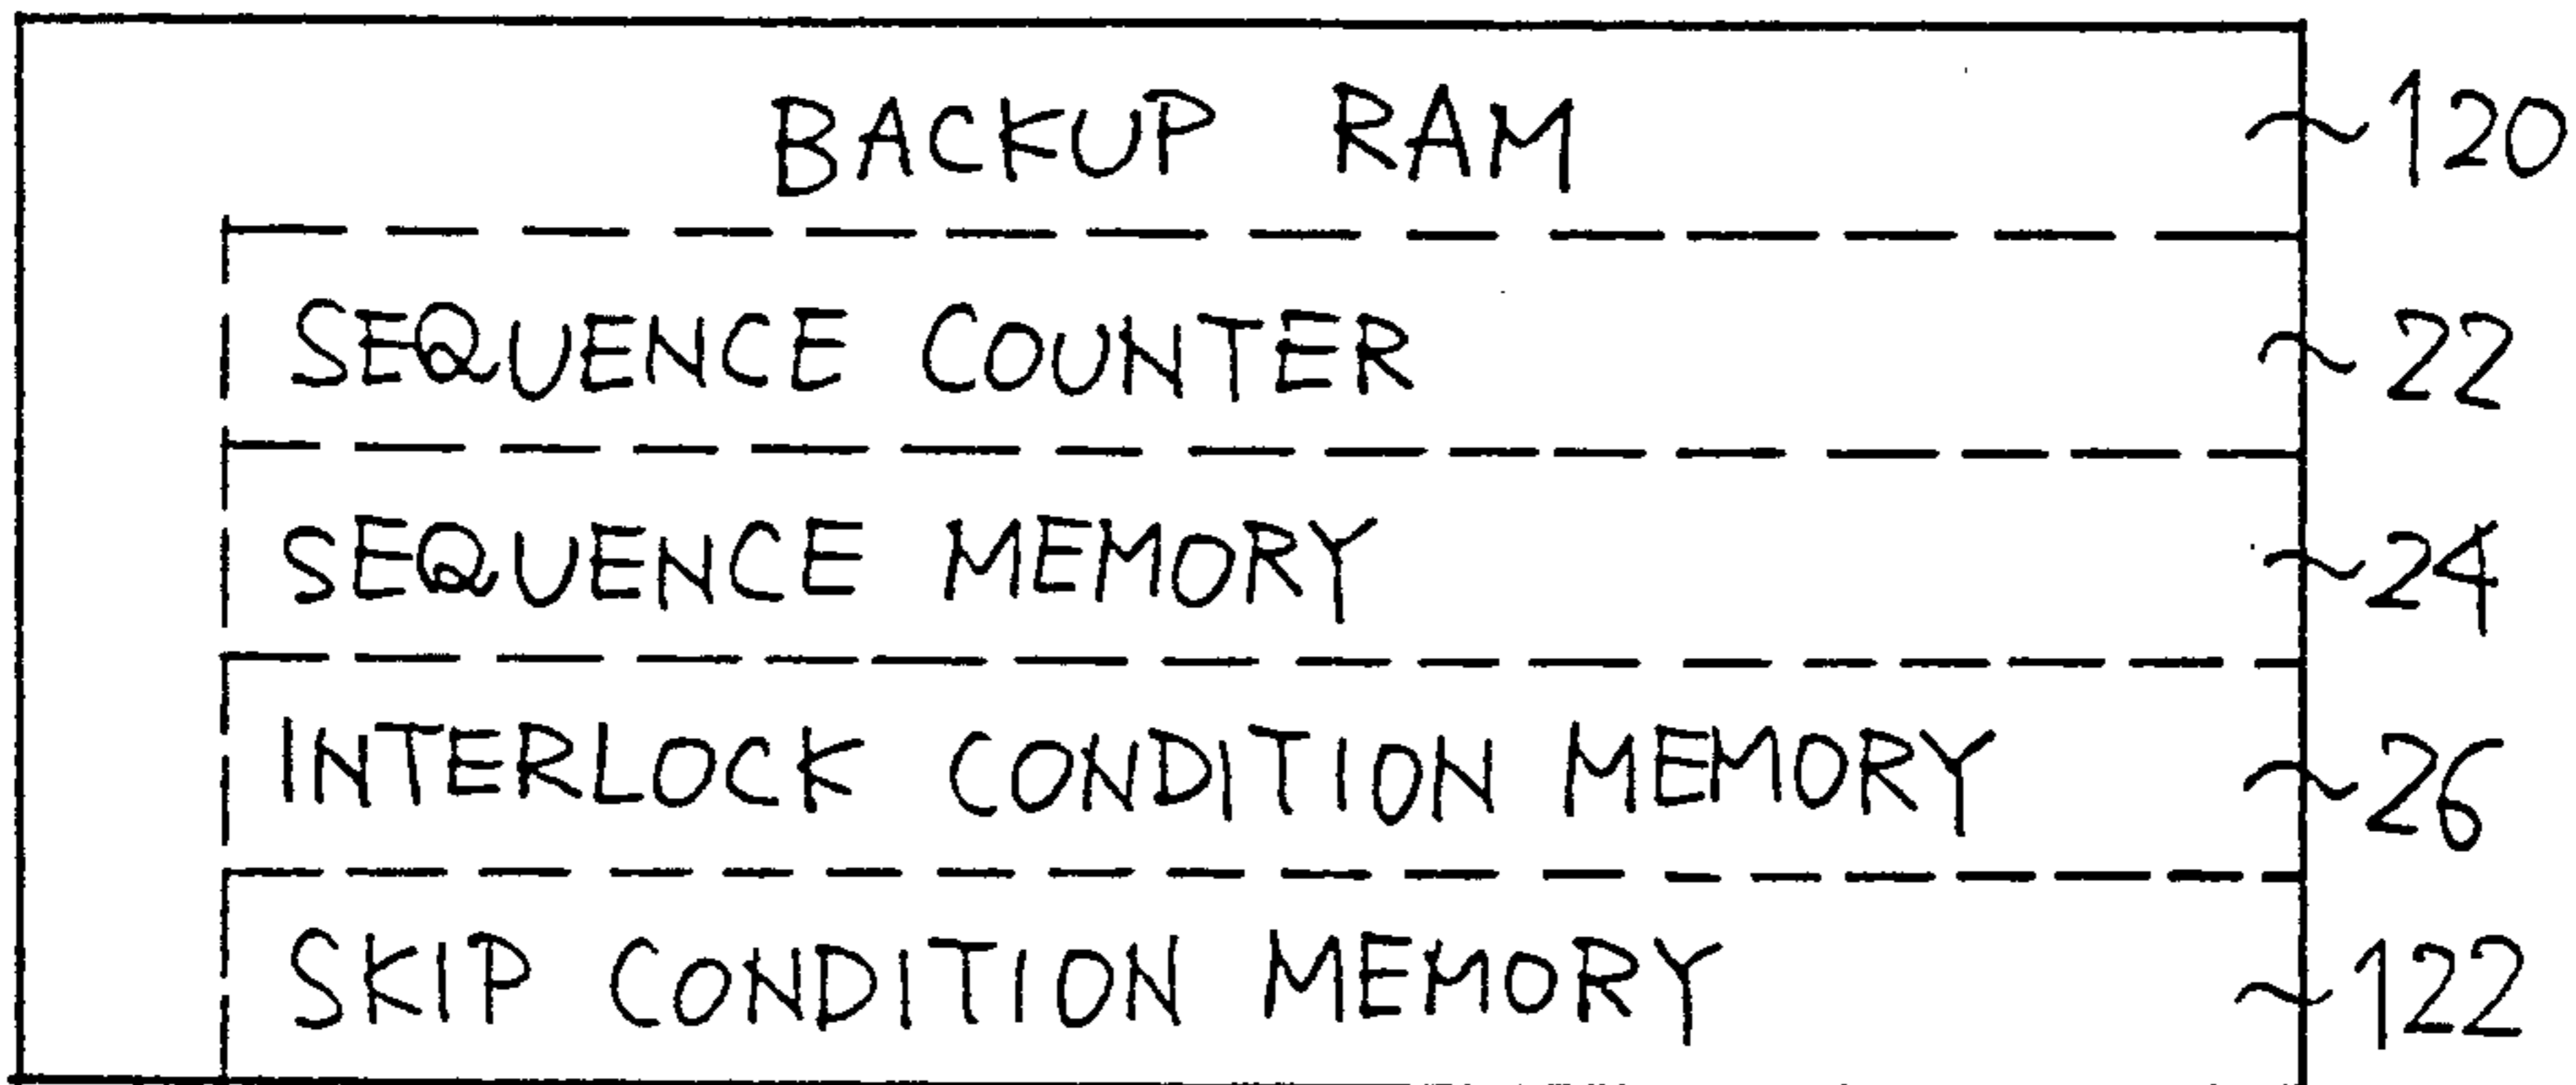 BACKUP RAM ~120
SEQUENCE COUNTER ~22
SEQUENCE MEMORY ~24
INTERLOCK CONDITION MEMORY ~26
SKIP CONDITION MEMORY ~122